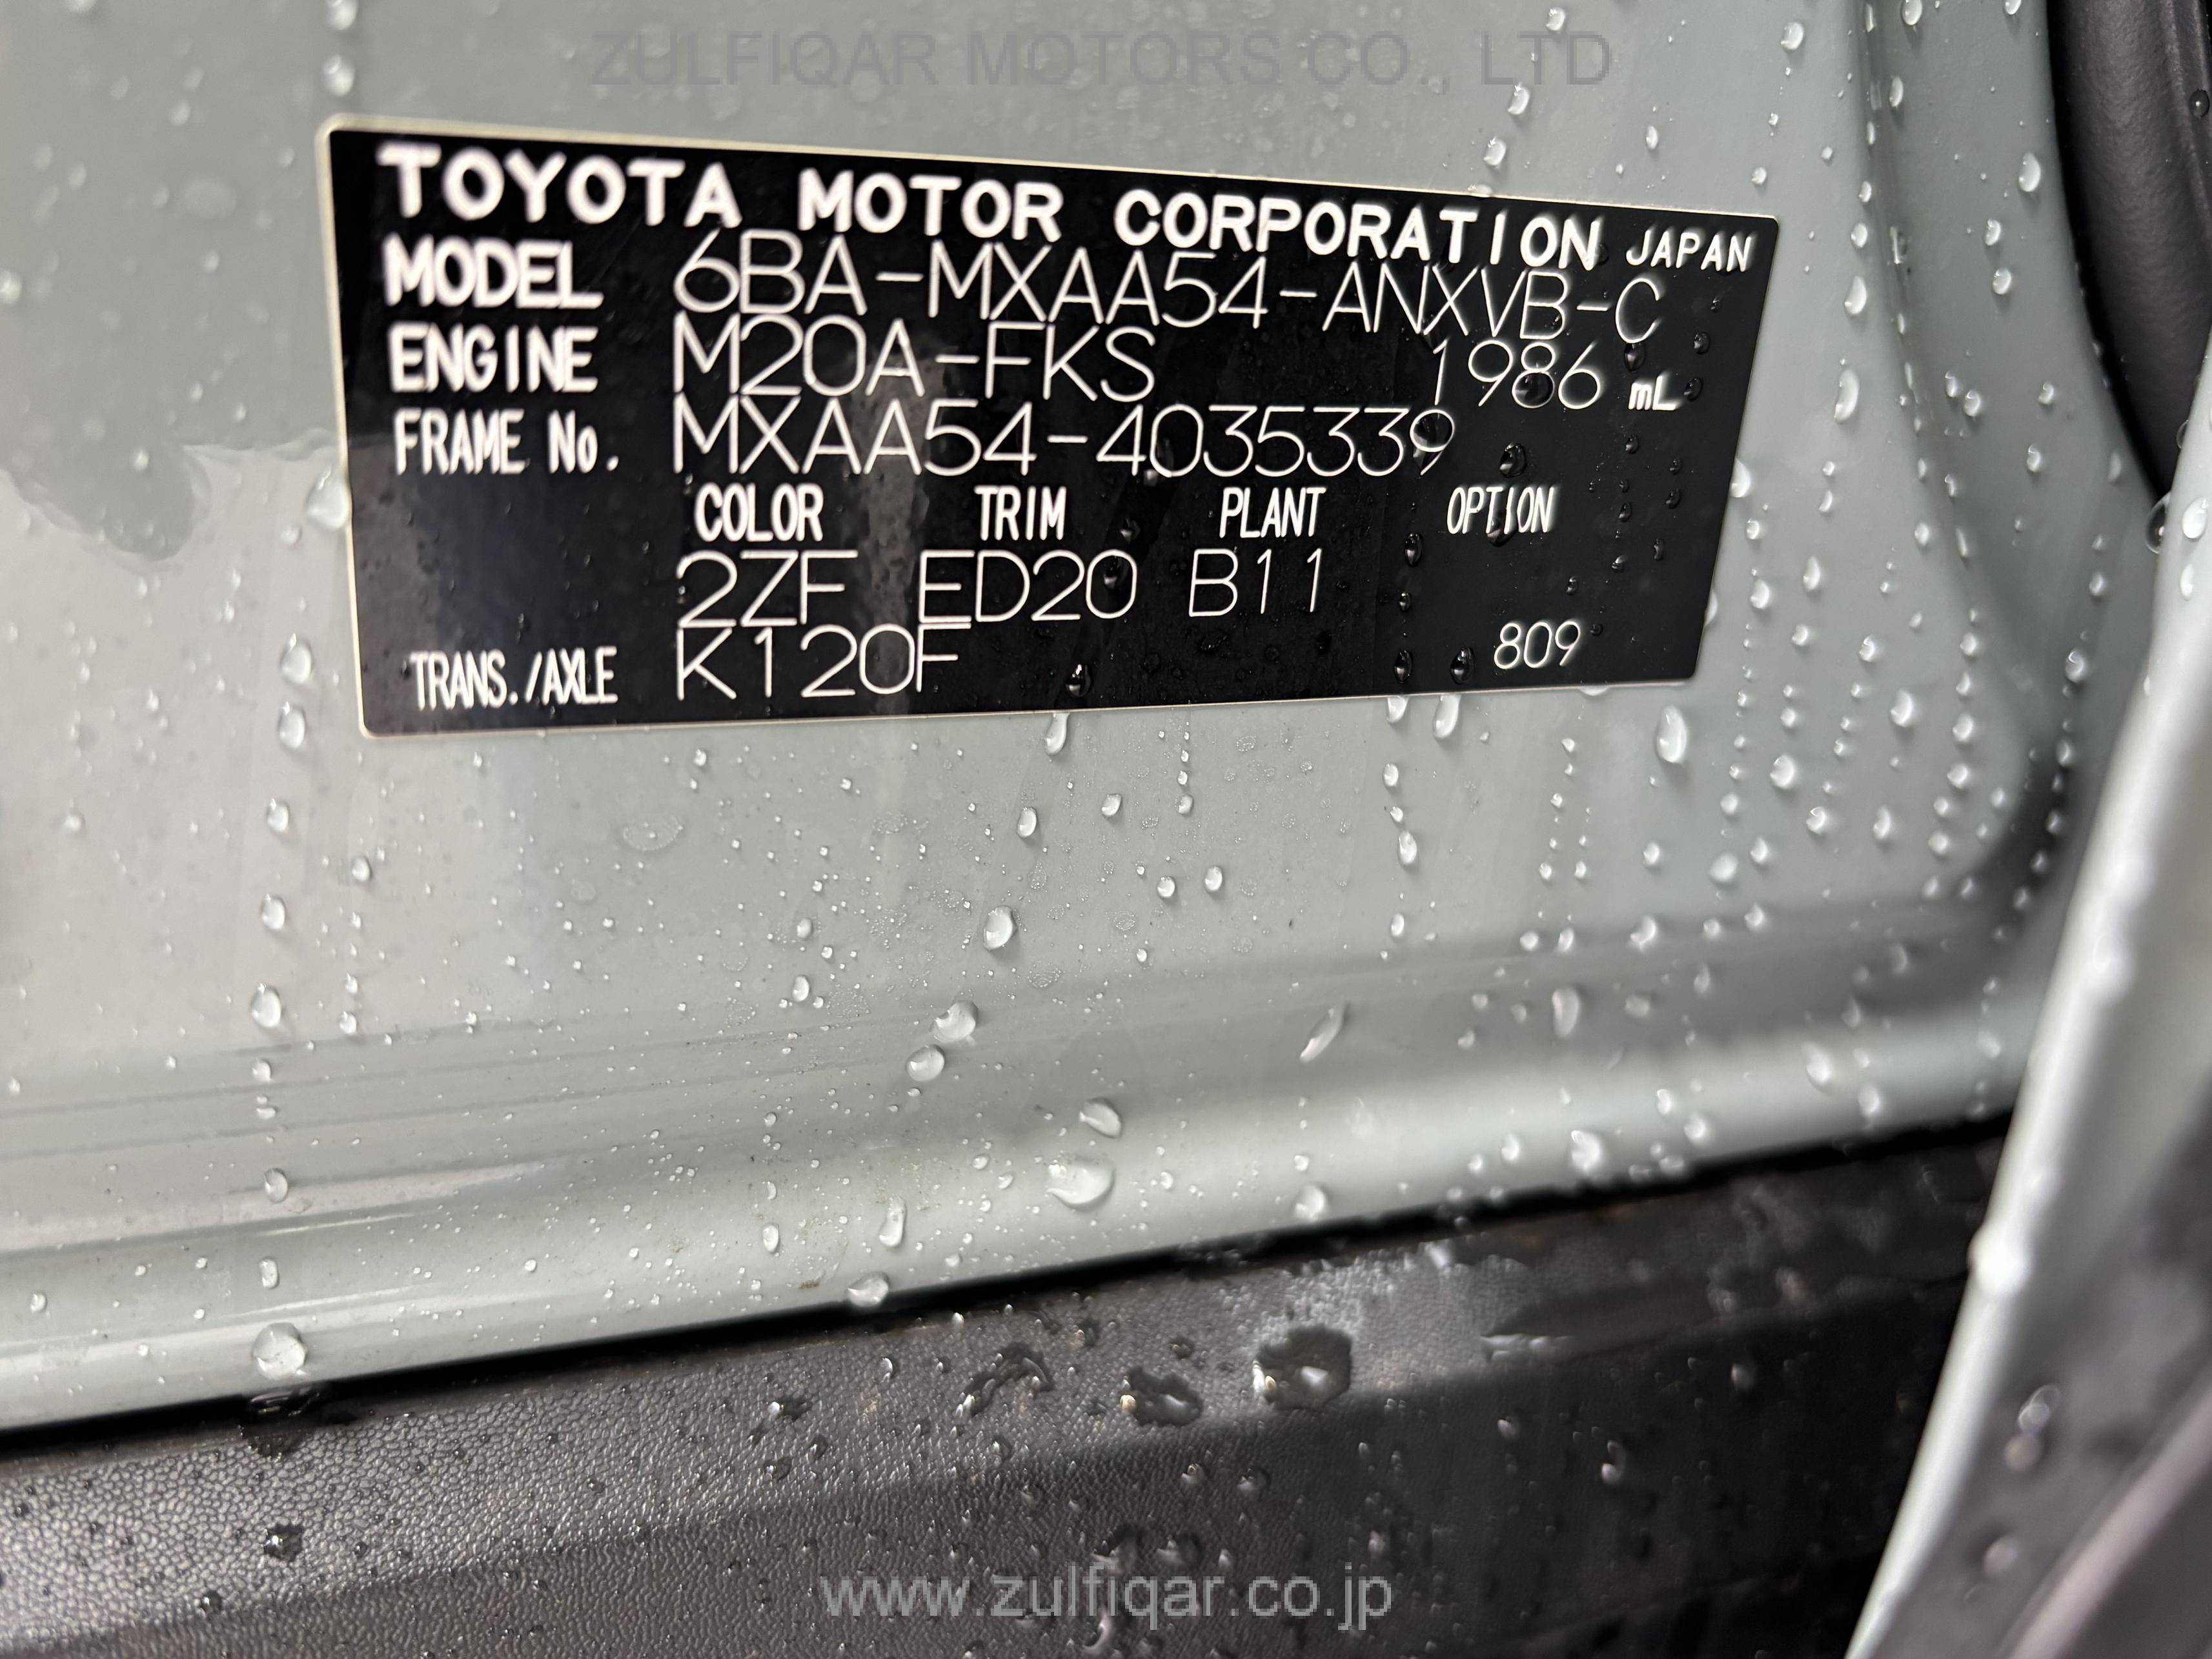 ZULFIQAR MOTORS CO., LTD
TOYOTA MOTOR CORPORATION JAPAN
MODEL 6BA-MXAA54-ANXVB-C
ENGINE M20A-FKS 1986 mL
FRAME No. MXAA54-4035339
COLOR TRIM PLANT OPTION
2ZF ED20 B11
TRANS./AXLE K120F 809
www.zulfiqar.co.jp